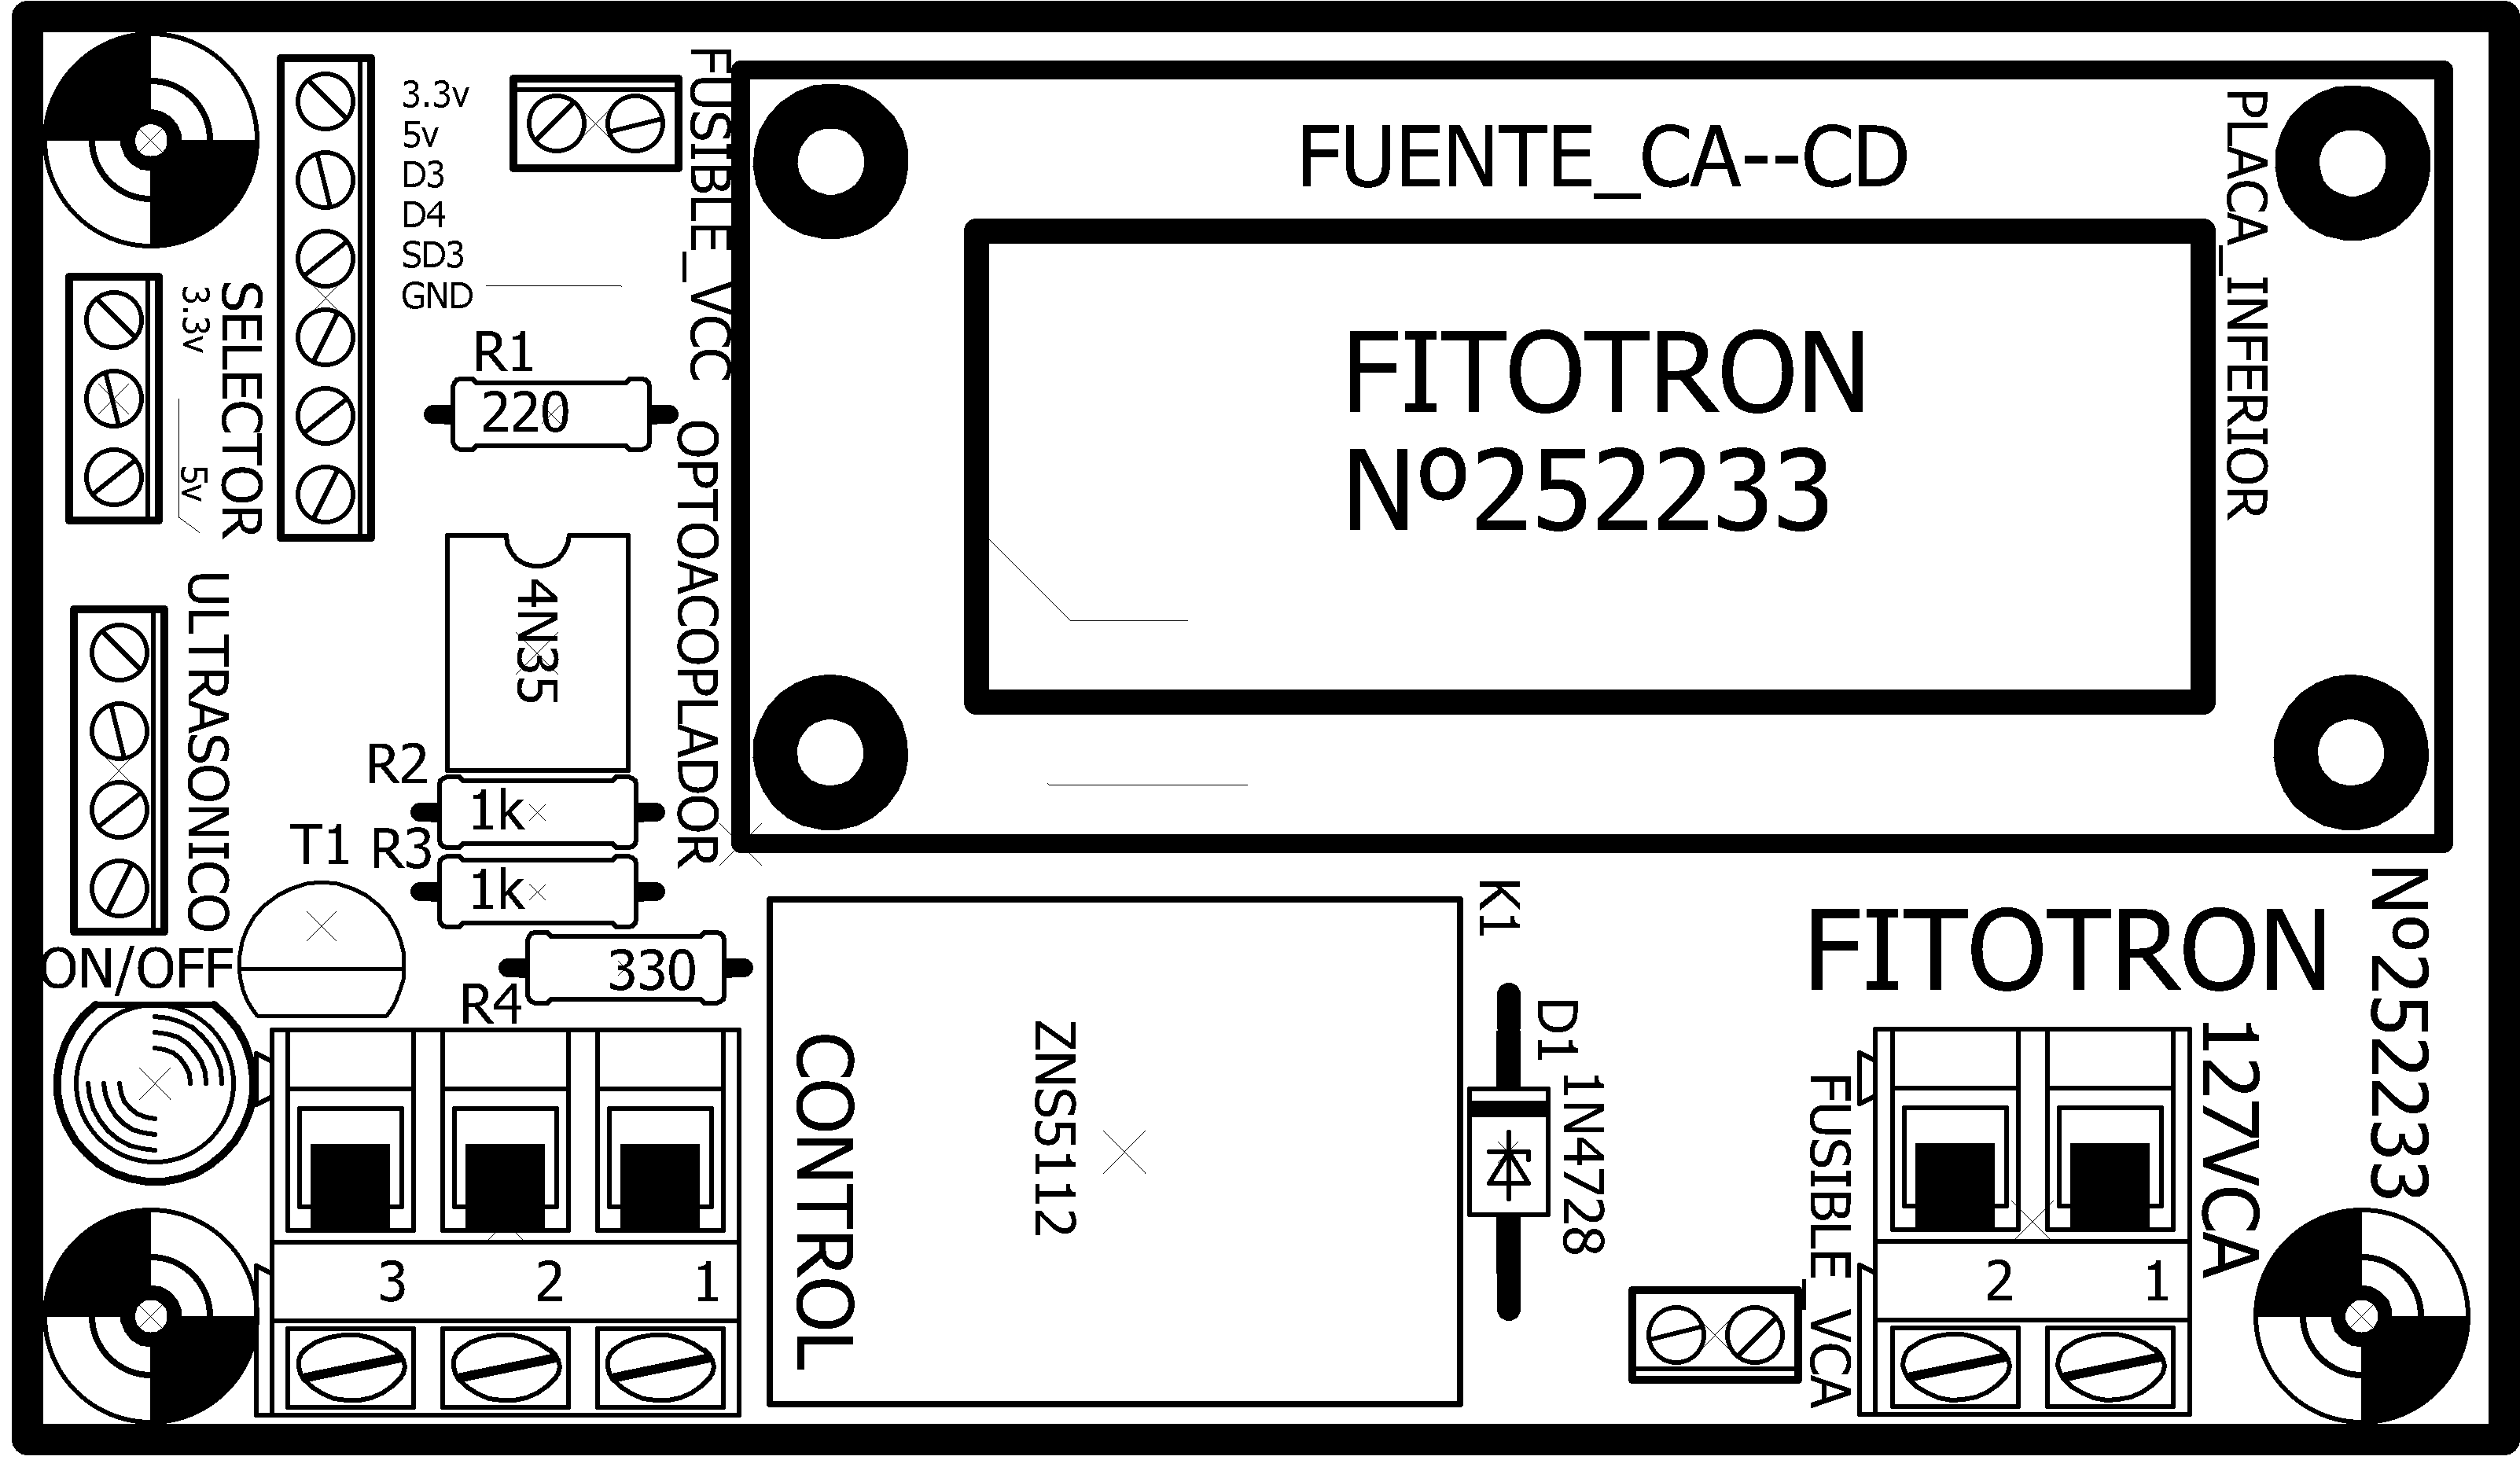 3.3v
5v
D3
D4
SD3
GND
FUSIBLE_VCC
FUENTE_CA--CD
PLACA_INFERIOR
FITOTRON
Nº252233
SELECTOR
3.3v
5v
R1
220
OPTOACOPLADOR
4N35
ULTRASONICO
R2
1k
T1
R3
1k
ON/OFF
330
R4
K1
CONTROL
ZNS5112
D1
1N4728
FITOTRON
Nº252233
127VCA
FUSIBLE_VCA
3 2 1
2 1